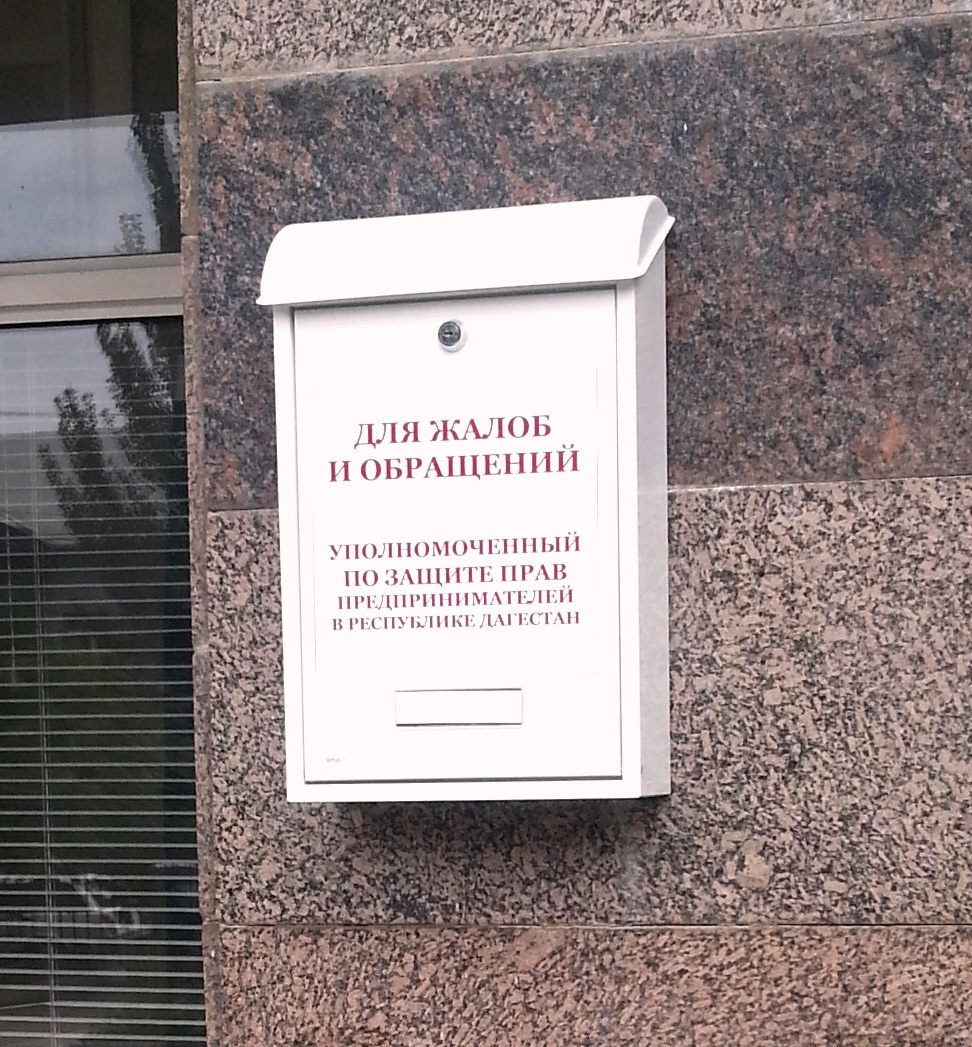 ДЛЯ ЖАЛОБ
И ОБРАЩЕНИЙ
УПОЛНОМОЧЕННЫЙ
ПО ЗАЩИТЕ ПРАВ
ПРЕДПРИНИМАТЕЛЕЙ
В РЕСПУБЛИКЕ ДАГЕСТАН